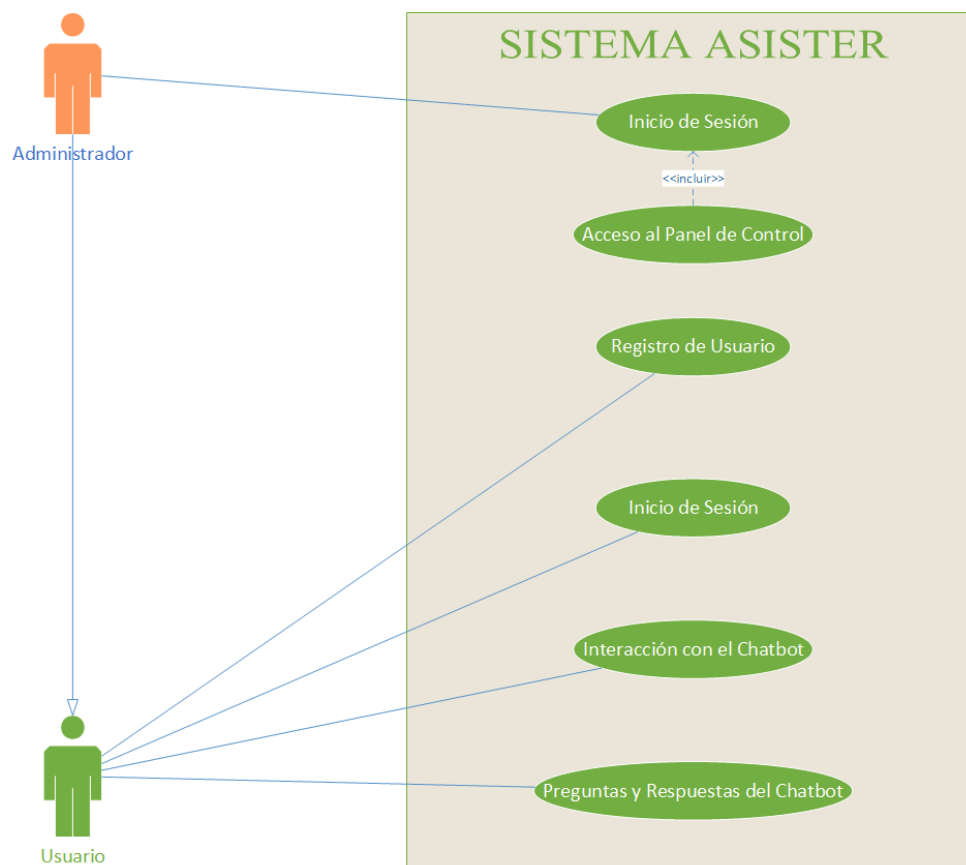 SISTEMA ASISTER
Inicio de Sesión
Administrador
<<incluir>>
Acceso al Panel de Control
Registro de Usuario
Inicio de Sesión
Interacción con el Chatbot
Preguntas y Respuestas del Chatbot
Usuario